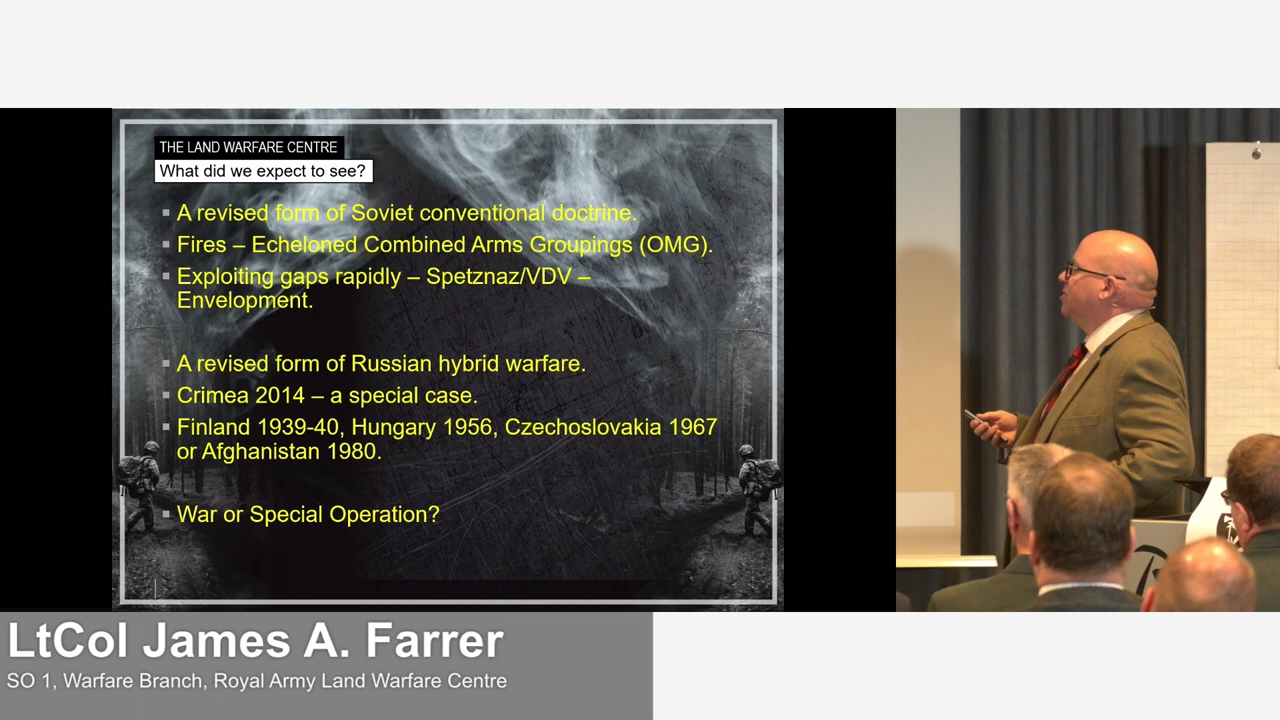 THE LAND WARFARE CENTRE
What did we expect to see?
A revised form of Soviet conventional doctrine.
Fires – Echeloned Combined Arms Groupings (OMG).
Exploiting gaps rapidly – Spetznaz/VDV –
Envelopment.
A revised form of Russian hybrid warfare.
Crimea 2014 – a special case.
Finland 1939-40, Hungary 1956, Czechoslovakia 1967
or Afghanistan 1980.
War or Special Operation?
LtCol James A. Farrer
SO 1, Warfare Branch, Royal Army Land Warfare Centre